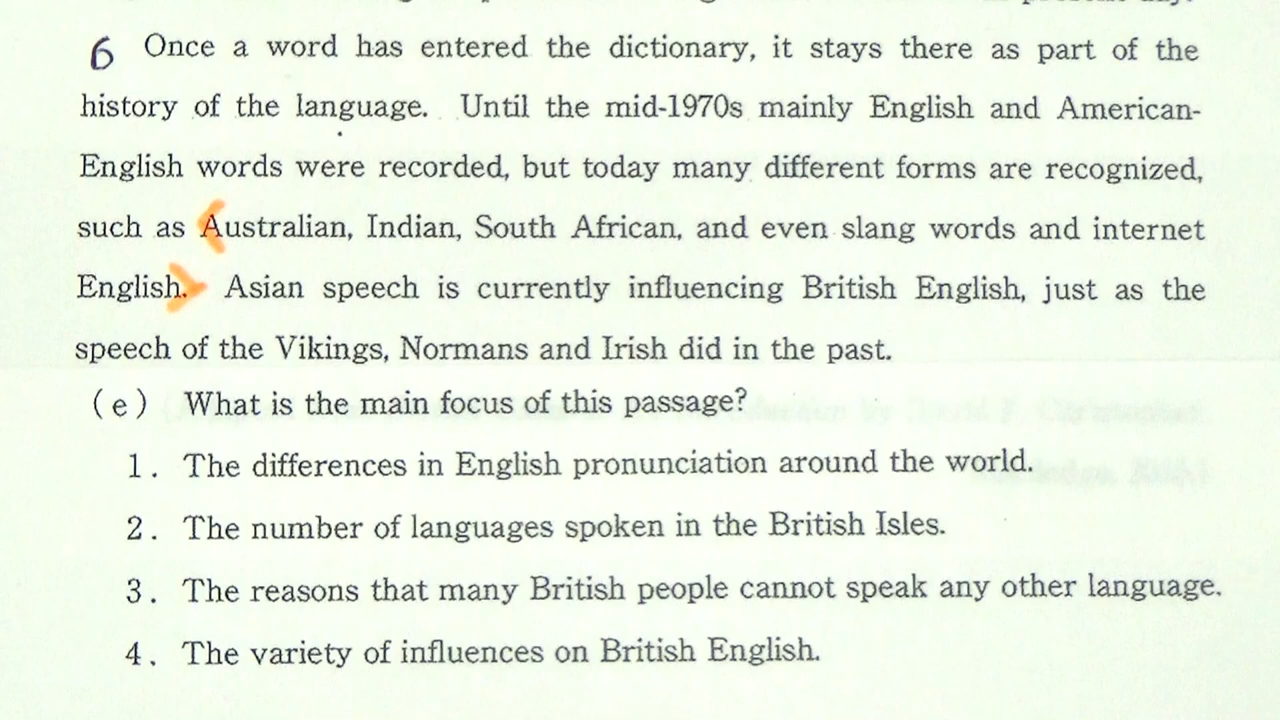 6 Once a word has entered the dictionary, it stays there as part of the
history of the language. Until the mid-1970s mainly English and American-
English words were recorded, but today many different forms are recognized,
such as Australian, Indian, South African, and even slang words and internet
English. Asian speech is currently influencing British English, just as the
speech of the Vikings, Normans and Irish did in the past.
(e) What is the main focus of this passage?
1. The differences in English pronunciation around the world.
2. The number of languages spoken in the British Isles.
3. The reasons that many British people cannot speak any other language.
4. The variety of influences on British English.